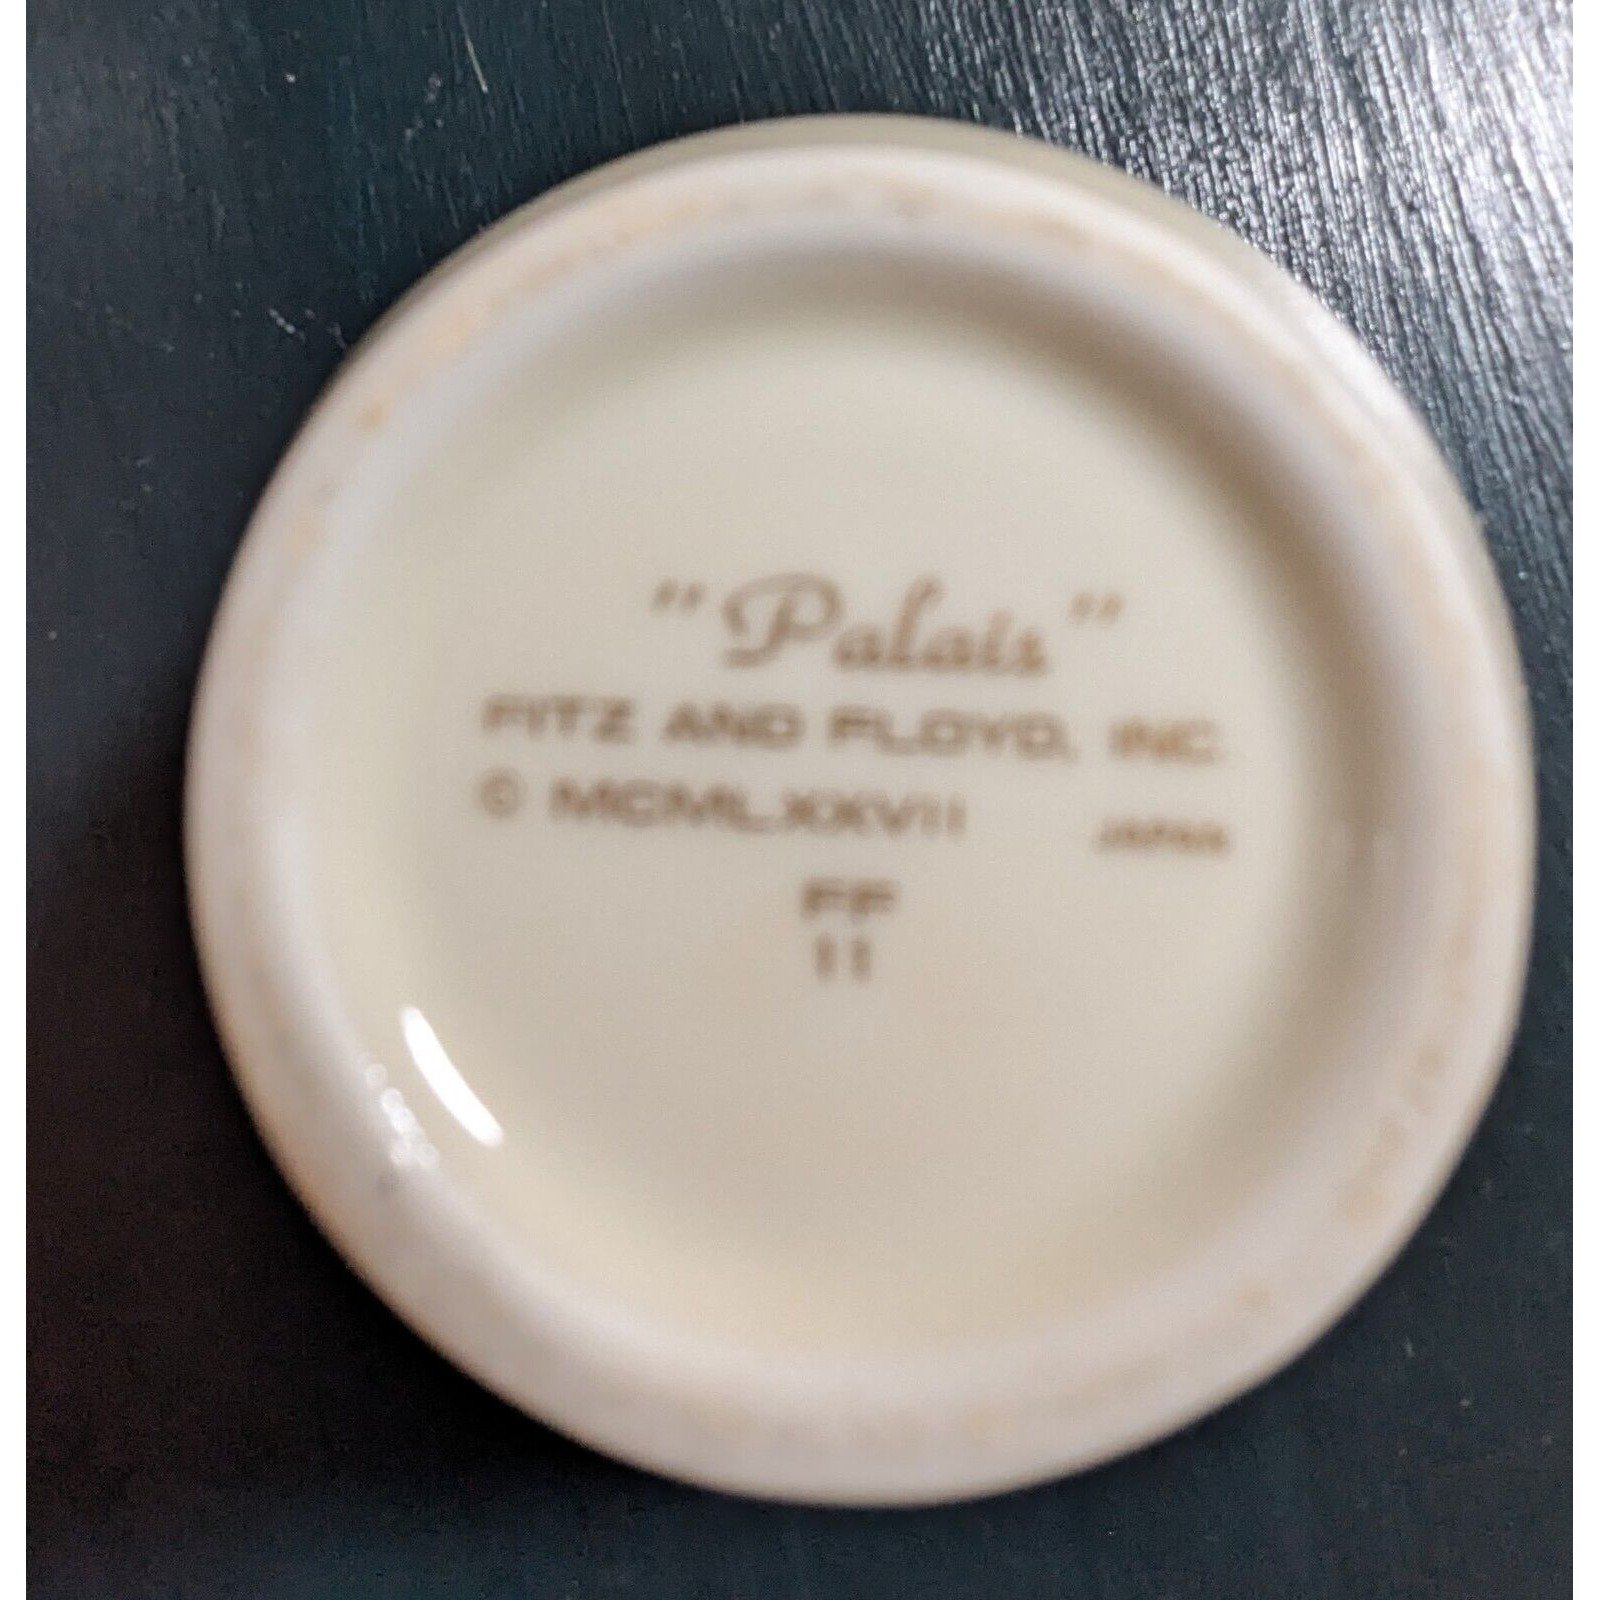 "Palais"
FITZ AND FLOYD, INC
© MCMLXXVII JAPAN
FF
11